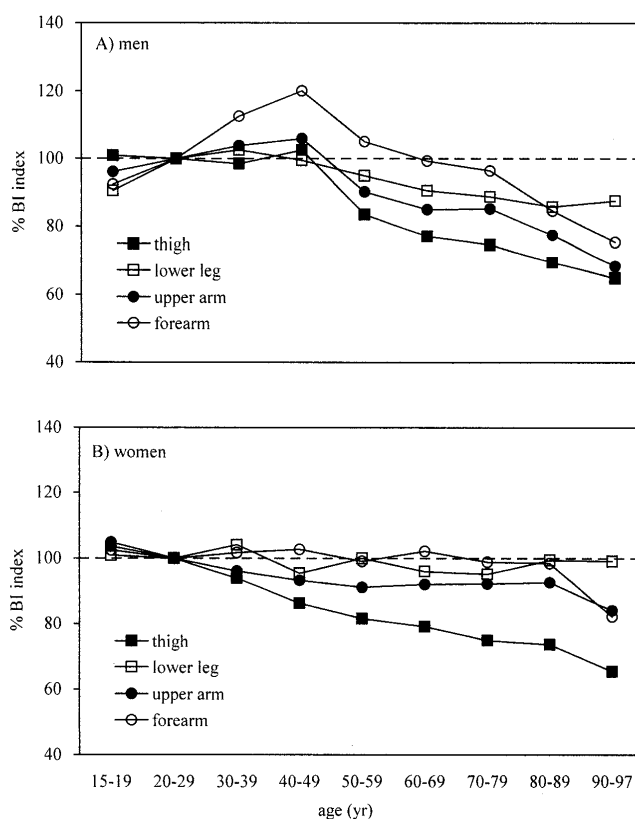 140
A) men
120
100
% BI index
80
thigh
lower leg
60
upper arm
forearm
40
140
B) women
120
100
% BI index
80
thigh
lower leg
60
upper arm
forearm
40
15-19 20-29 30-39 40-49 50-59 60-69 70-79 80-89 90-97
age (yr)